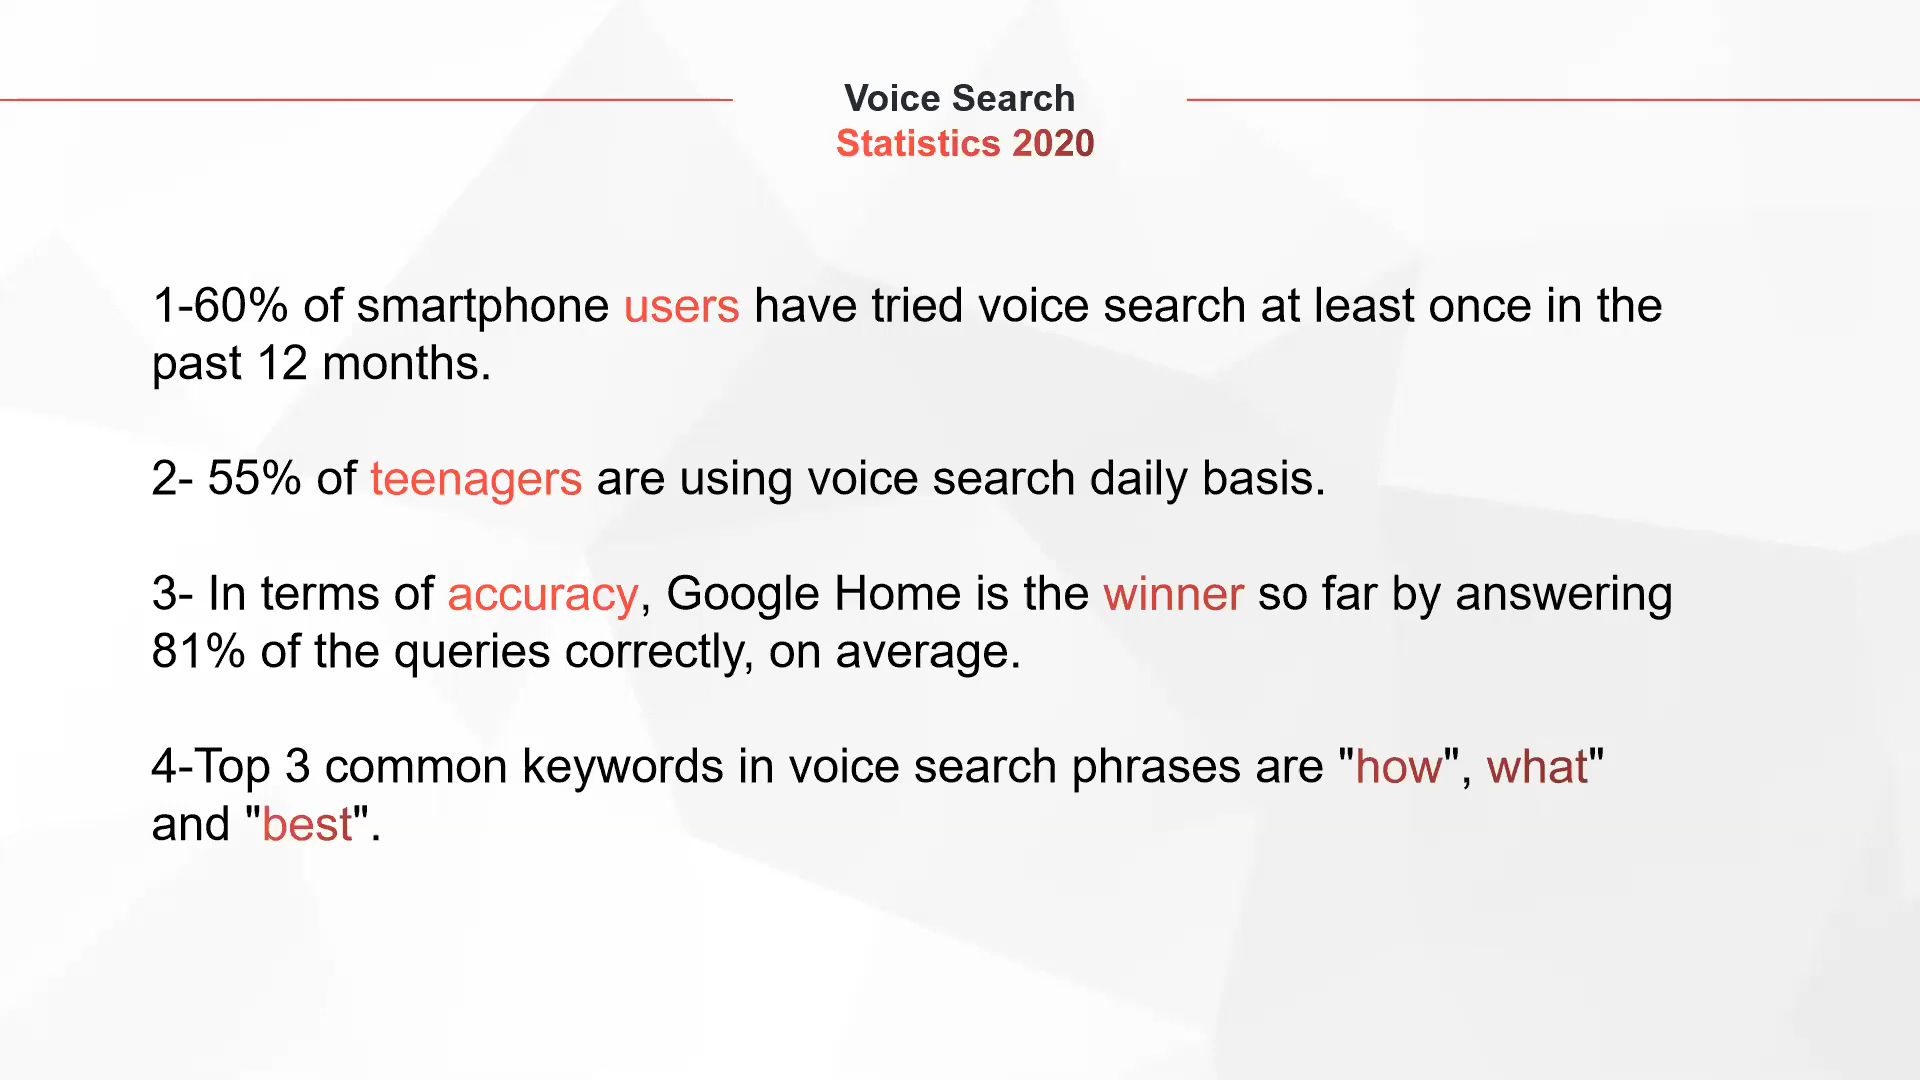 Voice Search
Statistics 2020
1-60% of smartphone users have tried voice search at least once in the
past 12 months.
2- 55% of teenagers are using voice search daily basis.
3- In terms of accuracy, Google Home is the winner so far by answering
81% of the queries correctly, on average.
4-Top 3 common keywords in voice search phrases are "how", what"
and "best".